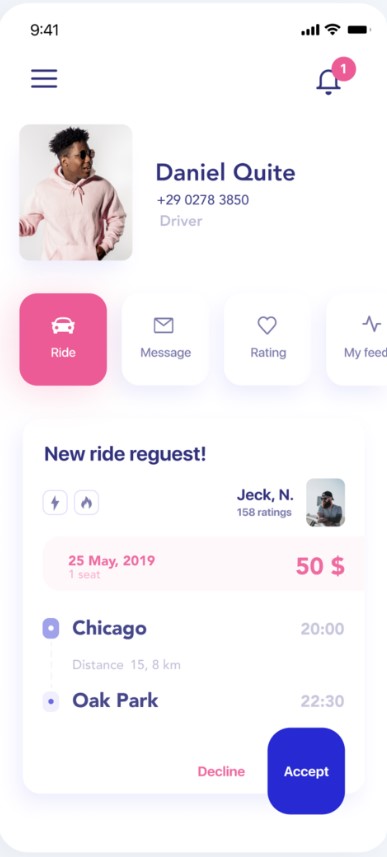 9:41
1
Daniel Quite
+29 0278 3850
Driver
Ride
Message
Rating
My feed
New ride reguest!
Jeck, N.
158 ratings
25 May, 2019
1 seat
50 $
Chicago
20:00
Distance 15, 8 km
Oak Park
22:30
Decline
Accept